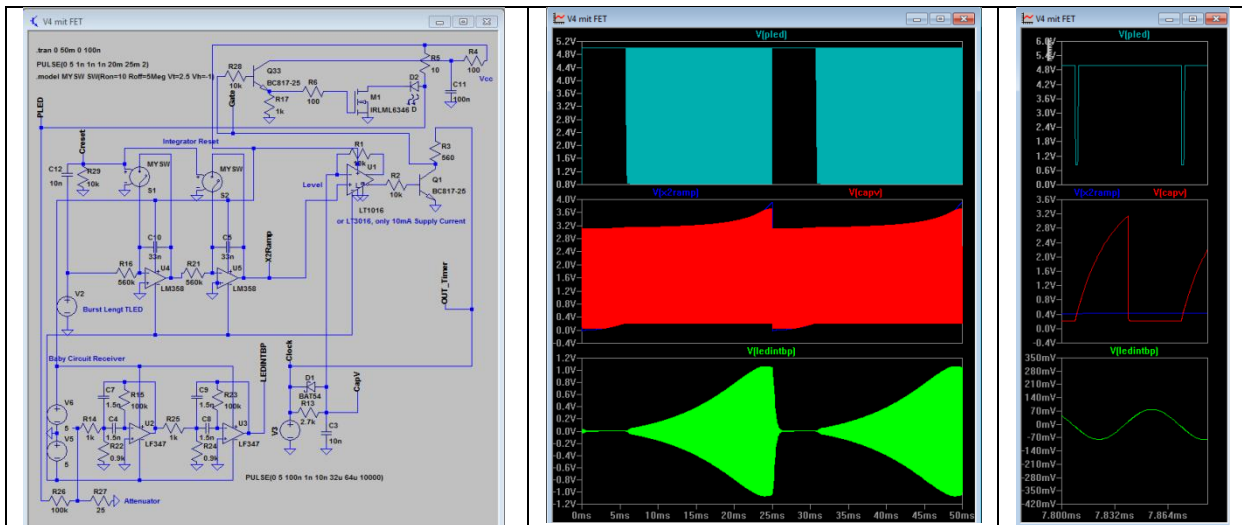 V4 mit FET
.tran 0 50m 0 100n
PULSE(0 5 1n 1n 1n 20m 25m 2)
.model MYSW SW(Ron=10 Roff=5Meg Vt=2.5 Vh=-1)
R5
10
R4
100
Vcc
Q33
BC817-25
R28
10k
R6
100
D2
D
C11
100n
PLED
Gate
R17
1k
M1
IRLML6346
Creset
Integrator Reset
R3
560
C12
10n
R29
10k
MYSW
S1
MYSW
S2
R1
U1
Level
R2
10k
Q1
BC817-25
LT1016
or LT3016, only 10mA Supply Current
C10
33n
C5
33n
R16
560k
U4
LM358
R21
560k
U5
LM358
X2Ramp
OUT_Timer
V2
Burst Lengt TLED
Baby Circuit Receiver
LEDINTBP
Clock
CapV
D1
BAT54
R13
2.7k
C3
10n
V3
C7
1.5n
R15
100k
C9
1.5n
R23
100k
V6
5
V5
5
R14
1k
C4
1.5n
U2
LF347
R25
1k
C8
1.5n
U3
LF347
R22
0.9k
R24
0.9k
PULSE(0 5 100n 1n 10n 32u 64u 10000)
R26
100k
R27
25
Attenuator
V4 mit FET
V(pled)
5.2V
4.8V
4.4V
4.0V
3.6V
3.2V
2.8V
2.4V
2.0V
1.6V
1.2V
0.8V
V(x2ramp) V(capv)
4.0V
3.6V
3.2V
2.8V
2.4V
2.0V
1.6V
1.2V
0.8V
0.4V
0.0V
-0.4V
V(ledintbp)
1.2V
1.0V
0.8V
0.6V
0.4V
0.2V
0.0V
-0.2V
-0.4V
-0.6V
-0.8V
-1.0V
-1.2V
0ms 5ms 10ms 15ms 20ms 25ms 30ms 35ms 40ms 45ms 50ms
V4 mit FET
V(pled)
5.4V
4.8V
4.2V
3.6V
3.0V
2.4V
1.8V
1.2V
0.6V
0.0V
V(x2ramp) V(capv)
3.6V
3.2V
2.8V
2.4V
2.0V
1.6V
1.2V
0.8V
0.4V
0.0V
-0.4V
V(ledintbp)
350mV
280mV
210mV
140mV
70mV
0mV
-70mV
-140mV
-210mV
-280mV
-350mV
-420mV
7.800ms 7.832ms 7.864ms